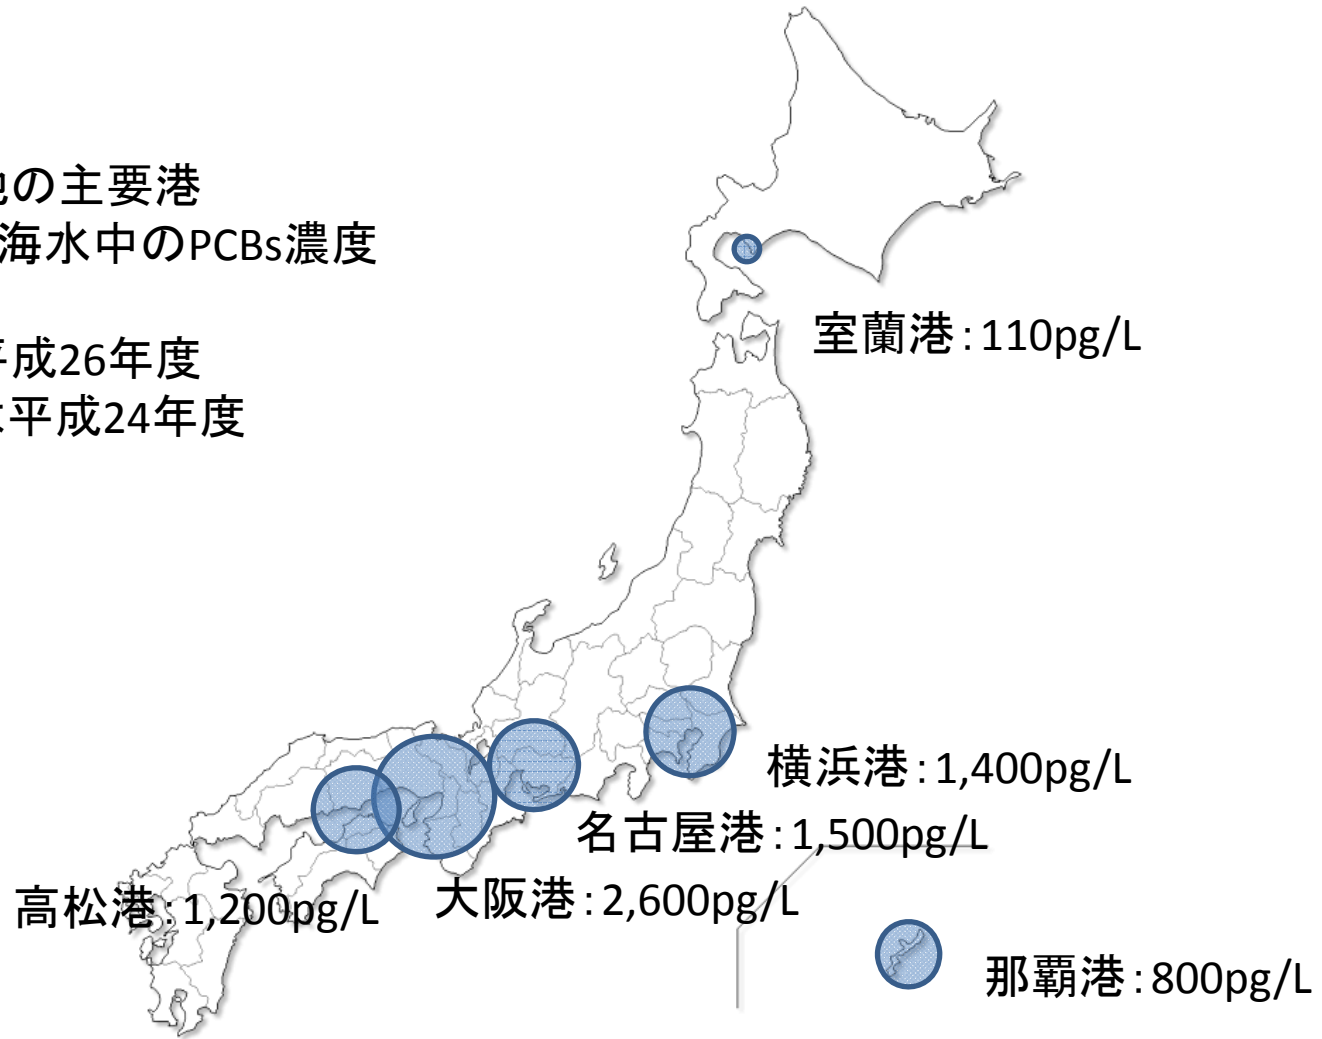 の主要港
海水中のPCBs濃度
平成26年度
平成24年度
室蘭港：110pg/L
横浜港：1,400pg/L
名古屋港：1,500pg/L
大阪港：2,600pg/L
高松港：1,200pg/L
那覇港：800pg/L